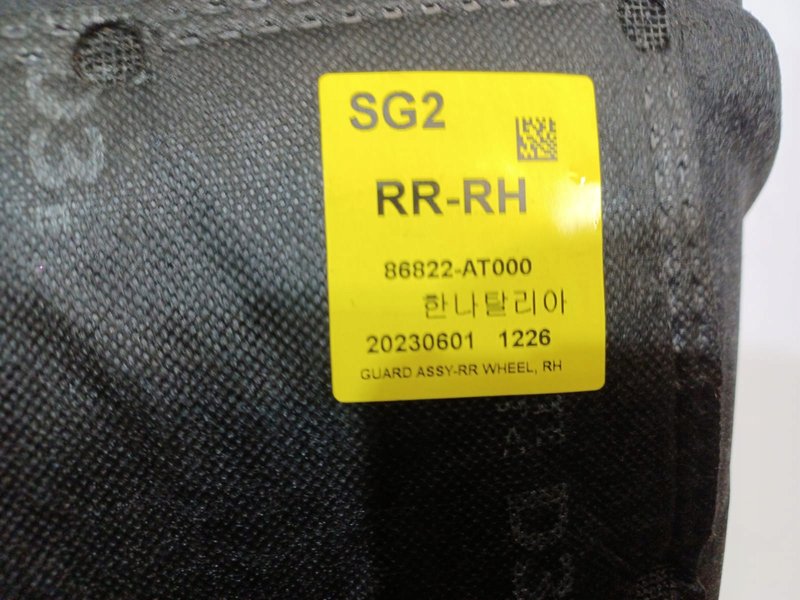 SG2
RR-RH
86822-AT000
한나탈리아
20230601 1226
GUARD ASSY-RR WHEEL, RH